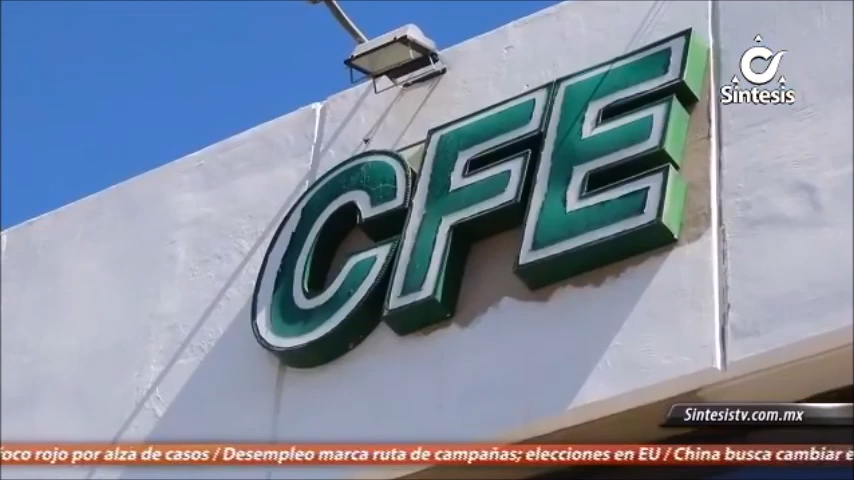 CFE
Síntesis
Sintesistv.com.mx
foco rojo por alza de casos / Desempleo marca ruta de campañas; elecciones en EU / China busca cambiar e